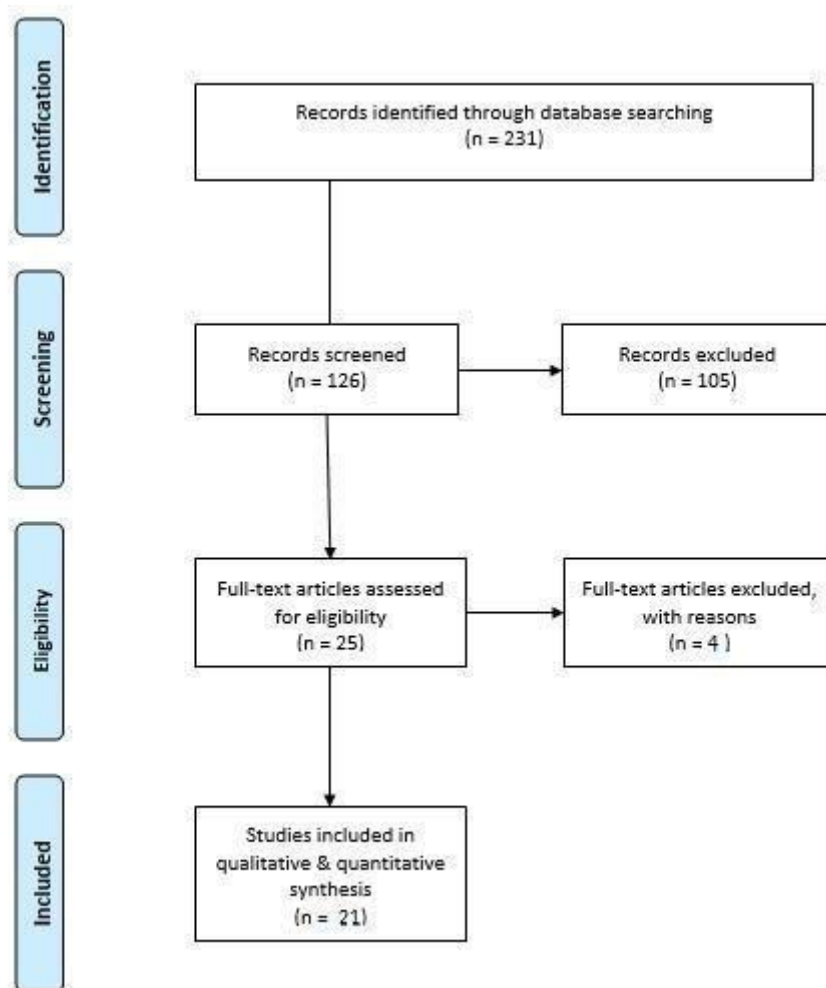 Identification
Records identified through database searching
(n = 231)
Screening
Records screened
(n = 126)
Records excluded
(n = 105)
Eligibility
Full-text articles assessed
for eligibility
(n = 25)
Full-text articles excluded,
with reasons
(n = 4 )
Included
Studies included in
qualitative & quantitative
synthesis
(n = 21)